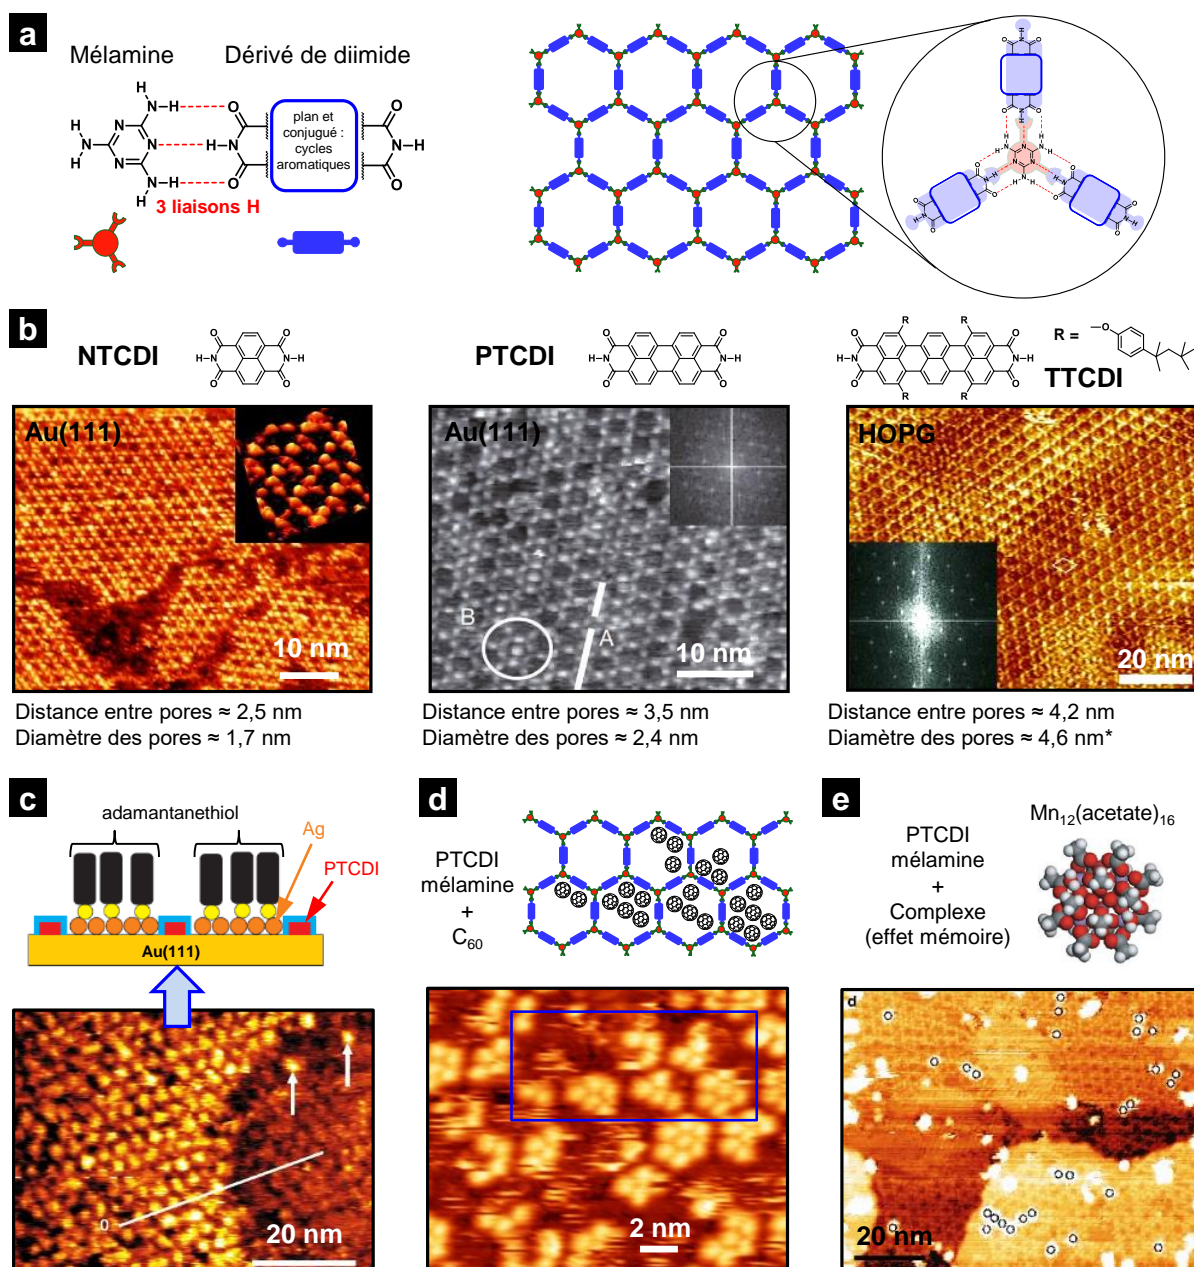 a
Mélamine
Dérivé de diimide
plan et
conjugué :
cycles
aromatiques
3 liaisons H
b
NTCDI
PTCDI
TTCDI
R =
Au(111)
10 nm
Au(111)
B
A
10 nm
HOPG
20 nm
Distance entre pores ≈ 2,5 nm
Diamètre des pores ≈ 1,7 nm
Distance entre pores ≈ 3,5 nm
Diamètre des pores ≈ 2,4 nm
Distance entre pores ≈ 4,2 nm
Diamètre des pores ≈ 4,6 nm*
c
adamantanethiol
Ag
PTCDI
Au(111)
0
20 nm
d
PTCDI
mélamine
+
C₆₀
2 nm
e
PTCDI
mélamine
+
Complexe
(effet mémoire)
Mn₁₂(acetate)₁₆
d
20 nm